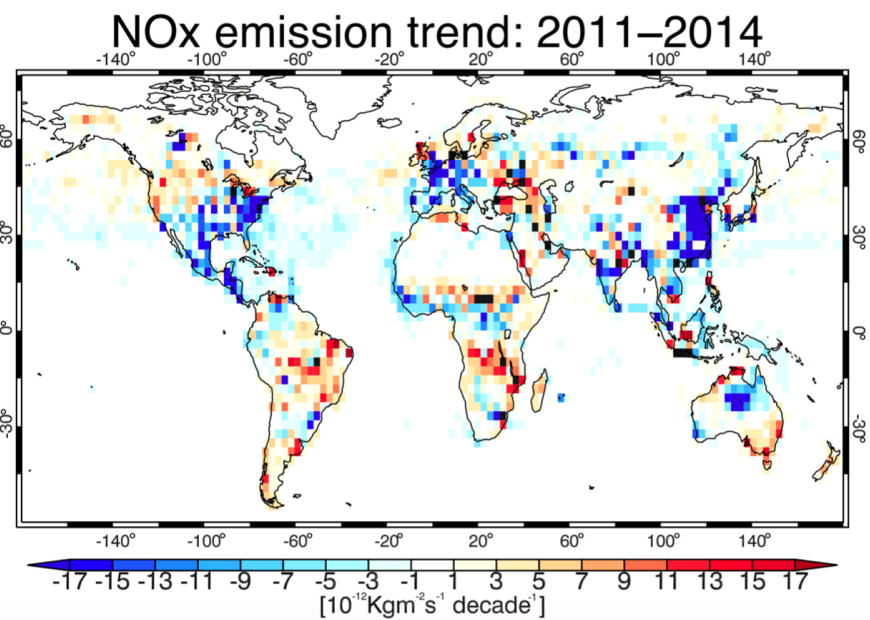 NOx emission trend: 2011–2014
-140° -100° -60° -20° 20° 60° 100° 140°
60° 60°
30° 30°
0° 0°
-30° -30°
-140° -100° -60° -20° 20° 60° 100° 140°
-17 -15 -13 -11 -9 -7 -5 -3 -1 1 3 5 7 9 11 13 15 17
[10⁻¹²Kgm⁻²s⁻¹ decade⁻¹]